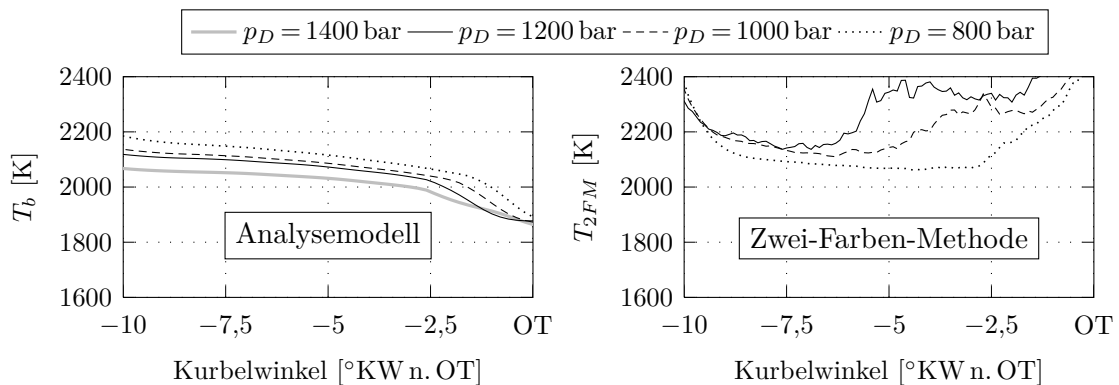 p_D = 1400 bar p_D = 1200 bar p_D = 1000 bar p_D = 800 bar
2400
2200
2000
1800
1600
T_b [K]
Analysemodell
−10 −7,5 −5 −2,5 OT
Kurbelwinkel [°KW n. OT]
2400
2200
2000
1800
1600
T_{2FM} [K]
Zwei-Farben-Methode
−10 −7,5 −5 −2,5 OT
Kurbelwinkel [°KW n. OT]